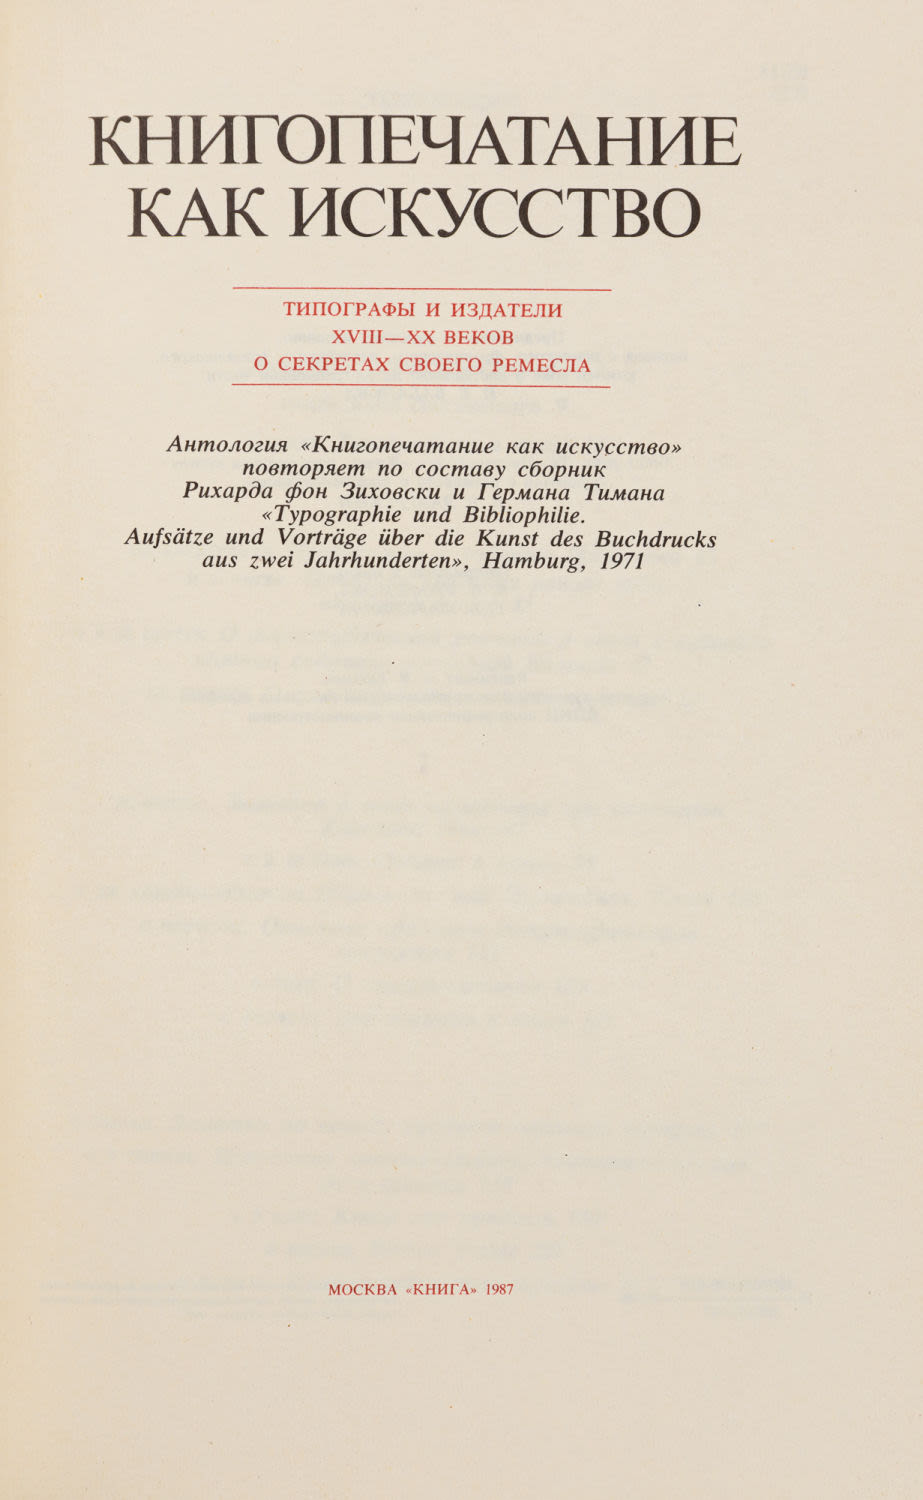 КНИГОПЕЧАТАНИЕ
КАК ИСКУССТВО
ТИПОГРАФЫ И ИЗДАТЕЛИ
XVIII—XX ВЕКОВ
О СЕКРЕТАХ СВОЕГО РЕМЕСЛА
Антология «Книгопечатание как искусство»
повторяет по составу сборник
Рихарда фон Зиховски и Германа Тимана
«Typographie und Bibliophilie.
Aufsätze und Vorträge über die Kunst des Buchdrucks
aus zwei Jahrhunderten», Hamburg, 1971
МОСКВА «КНИГА» 1987